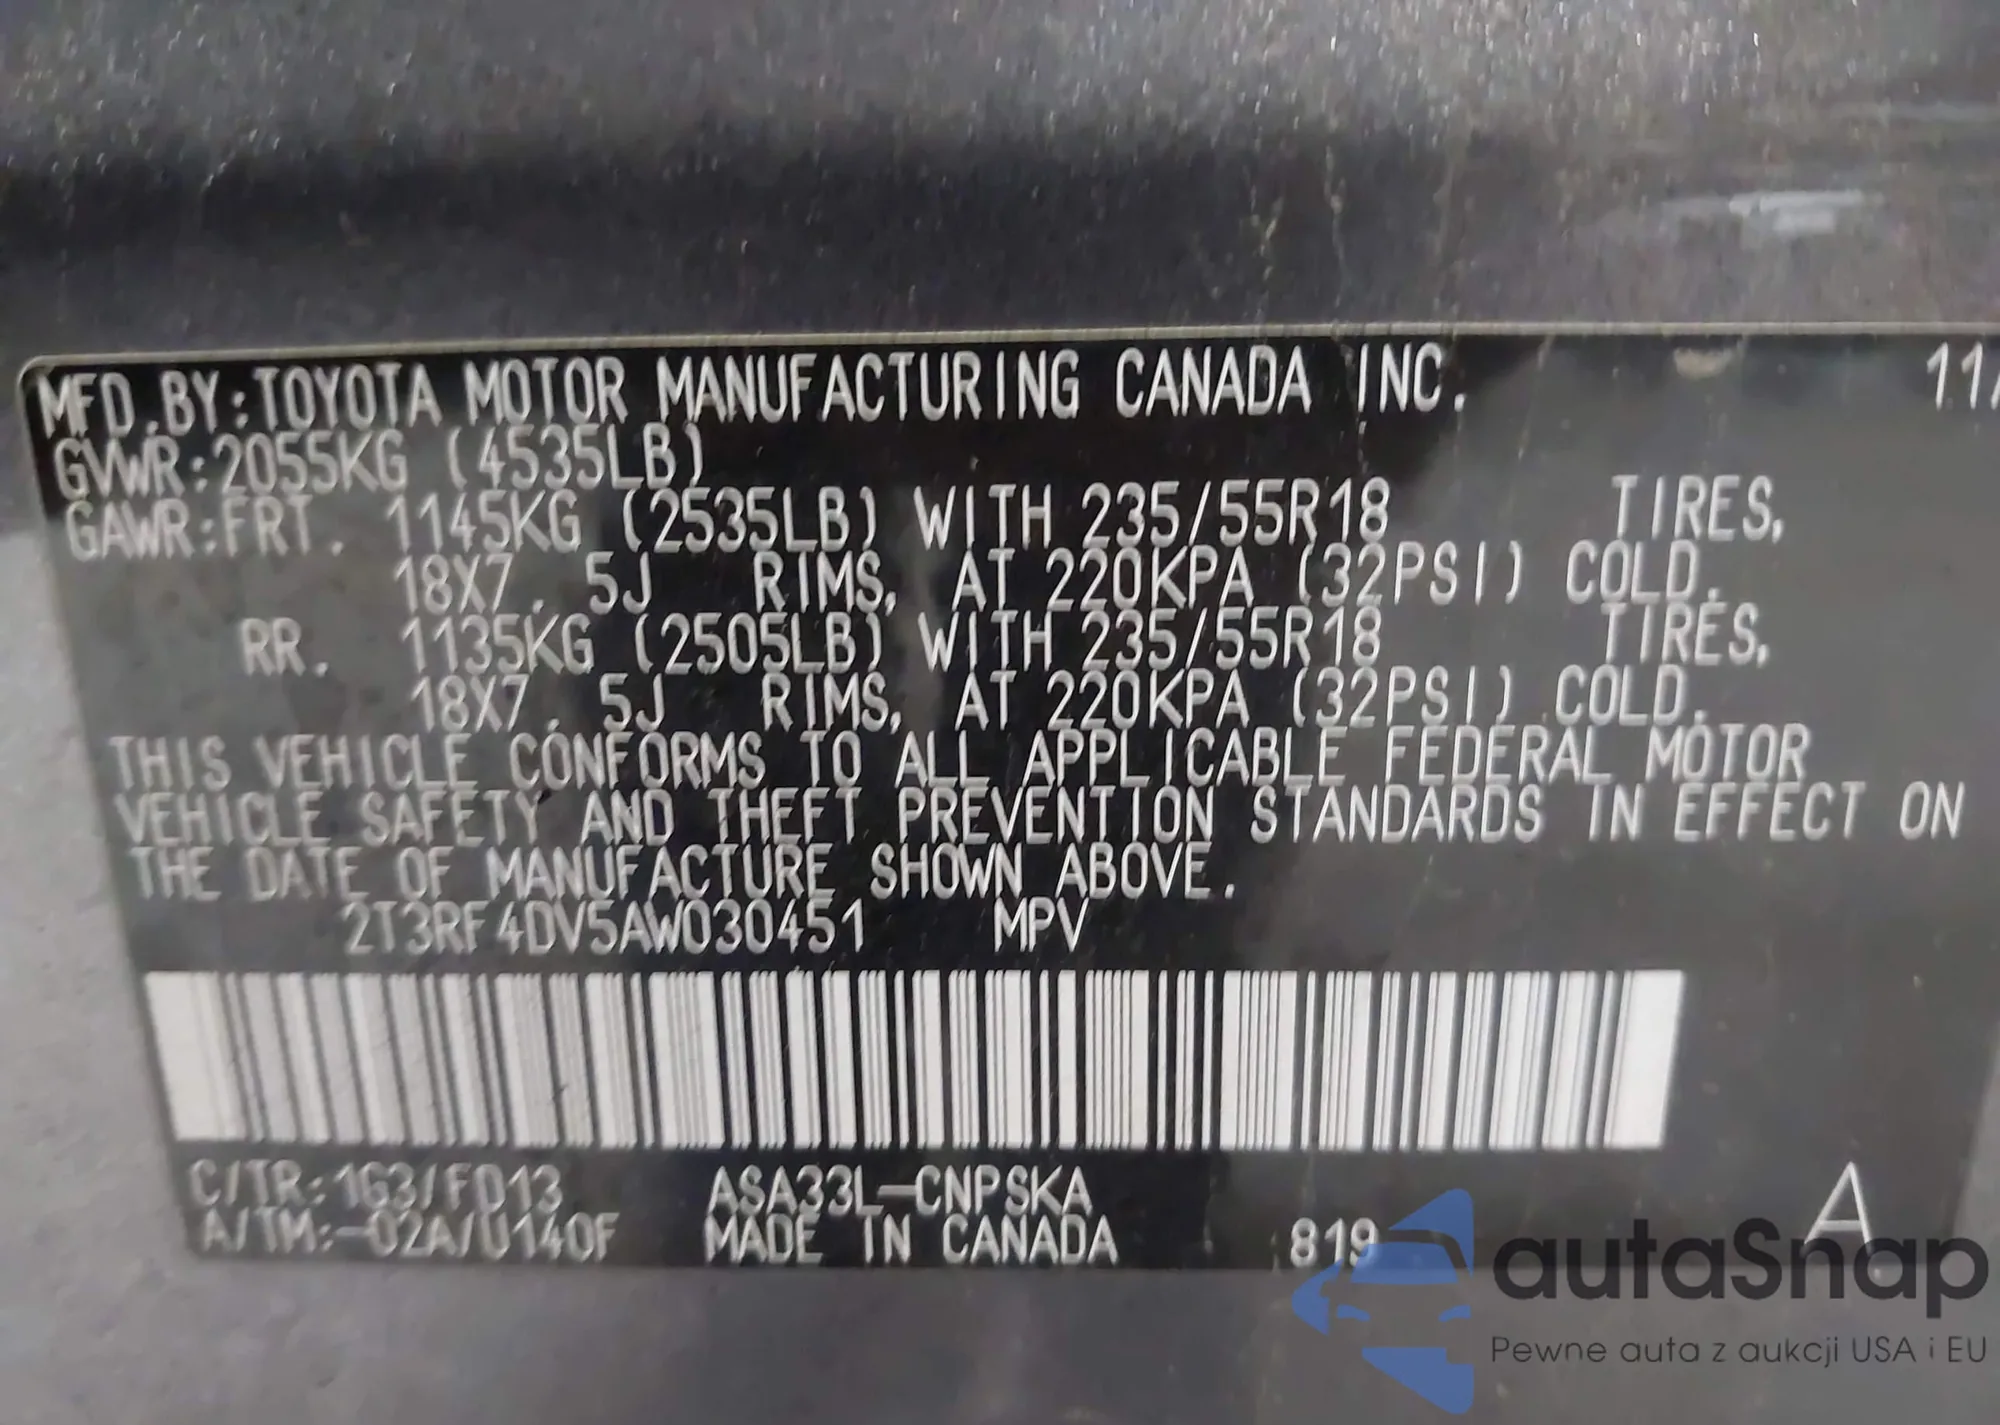 MFD.BY:TOYOTA MOTOR MANUFACTURING CANADA INC. 11/
GVWR:2055KG (4535LB)
GAWR:FRT. 1145KG (2535LB) WITH 235/55R18 TIRES,
18X7.5J RIMS, AT 220KPA (32PSI) COLD.
RR. 1135KG (2505LB) WITH 235/55R18 TIRES,
18X7.5J RIMS, AT 220KPA (32PSI) COLD.
THIS VEHICLE CONFORMS TO ALL APPLICABLE FEDERAL MOTOR
VEHICLE SAFETY AND THEFT PREVENTION STANDARDS IN EFFECT ON
THE DATE OF MANUFACTURE SHOWN ABOVE.
2T3RF4DV5AW030451 MPV
C/TR:1G3/FD13 ASA33L-CNPSKA
A/TM:-02A/U140F MADE IN CANADA 819 A
autaSnap
Pewne auta z aukcji USA i EU